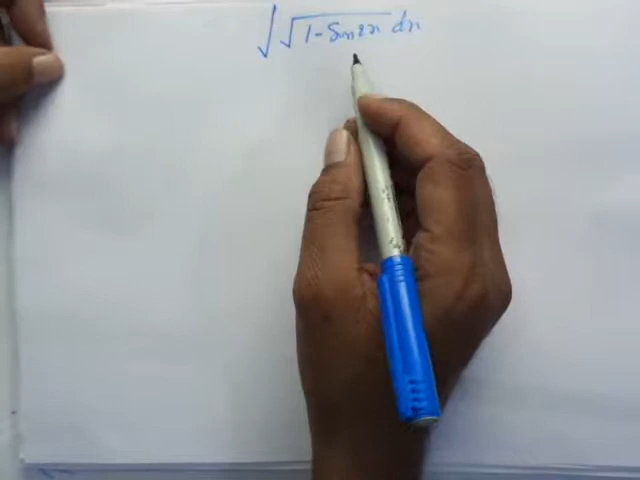 ∫ √1 - Sin2x dx